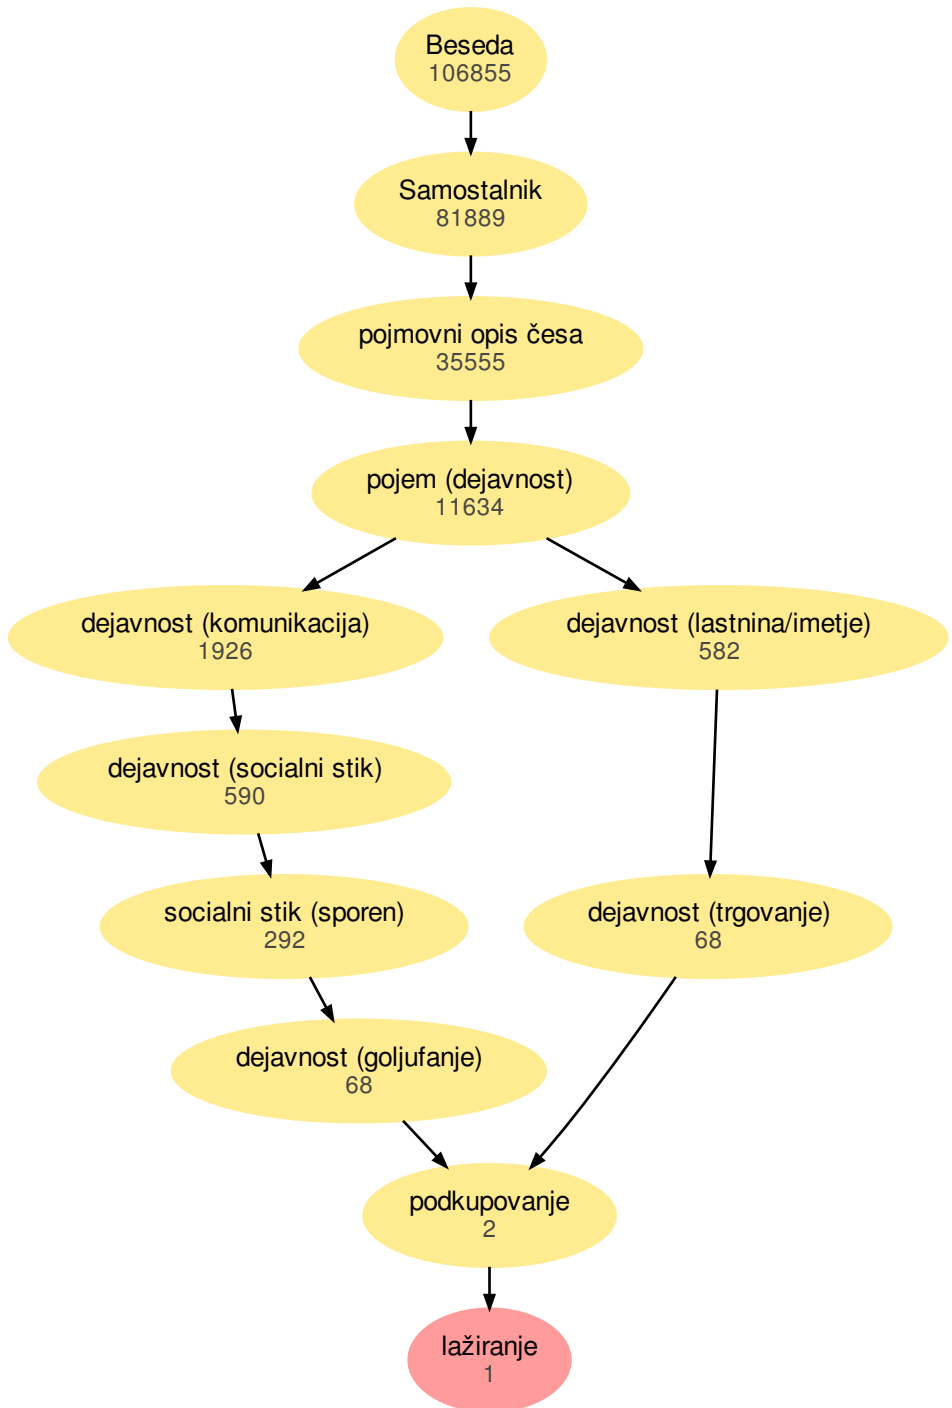 Beseda
106855
Samostalnik
81889
pojmovni opis česa
35555
pojem (dejavnost)
11634
dejavnost (komunikacija)
1926
dejavnost (lastnina/imetje)
582
dejavnost (socialni stik)
590
socialni stik (sporen)
292
dejavnost (trgovanje)
68
dejavnost (goljufanje)
68
podkupovanje
2
lažiranje
1